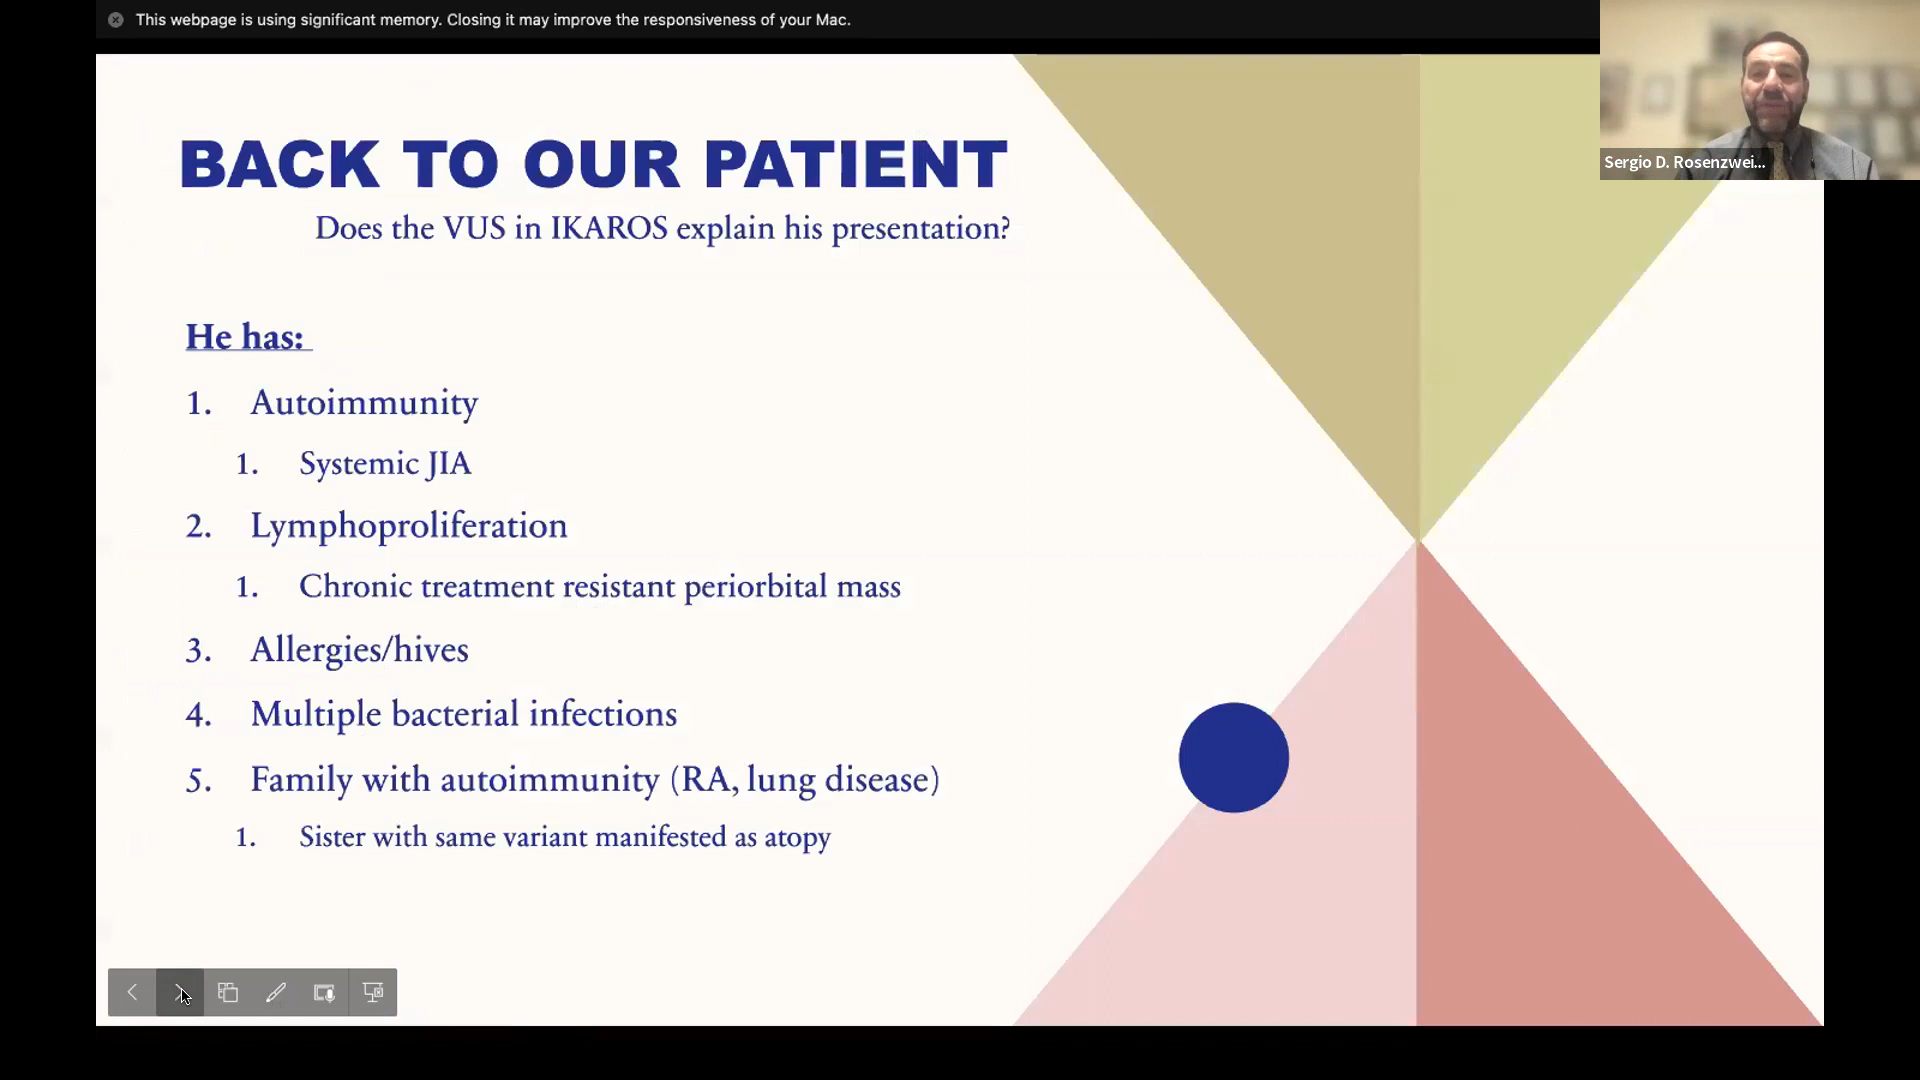 This webpage is using significant memory. Closing it may improve the responsiveness of your Mac.
Sergio D. Rosenzwei...
BACK TO OUR PATIENT
Does the VUS in IKAROS explain his presentation?
He has:
1. Autoimmunity
1. Systemic JIA
2. Lymphoproliferation
1. Chronic treatment resistant periorbital mass
3. Allergies/hives
4. Multiple bacterial infections
5. Family with autoimmunity (RA, lung disease)
1. Sister with same variant manifested as atopy